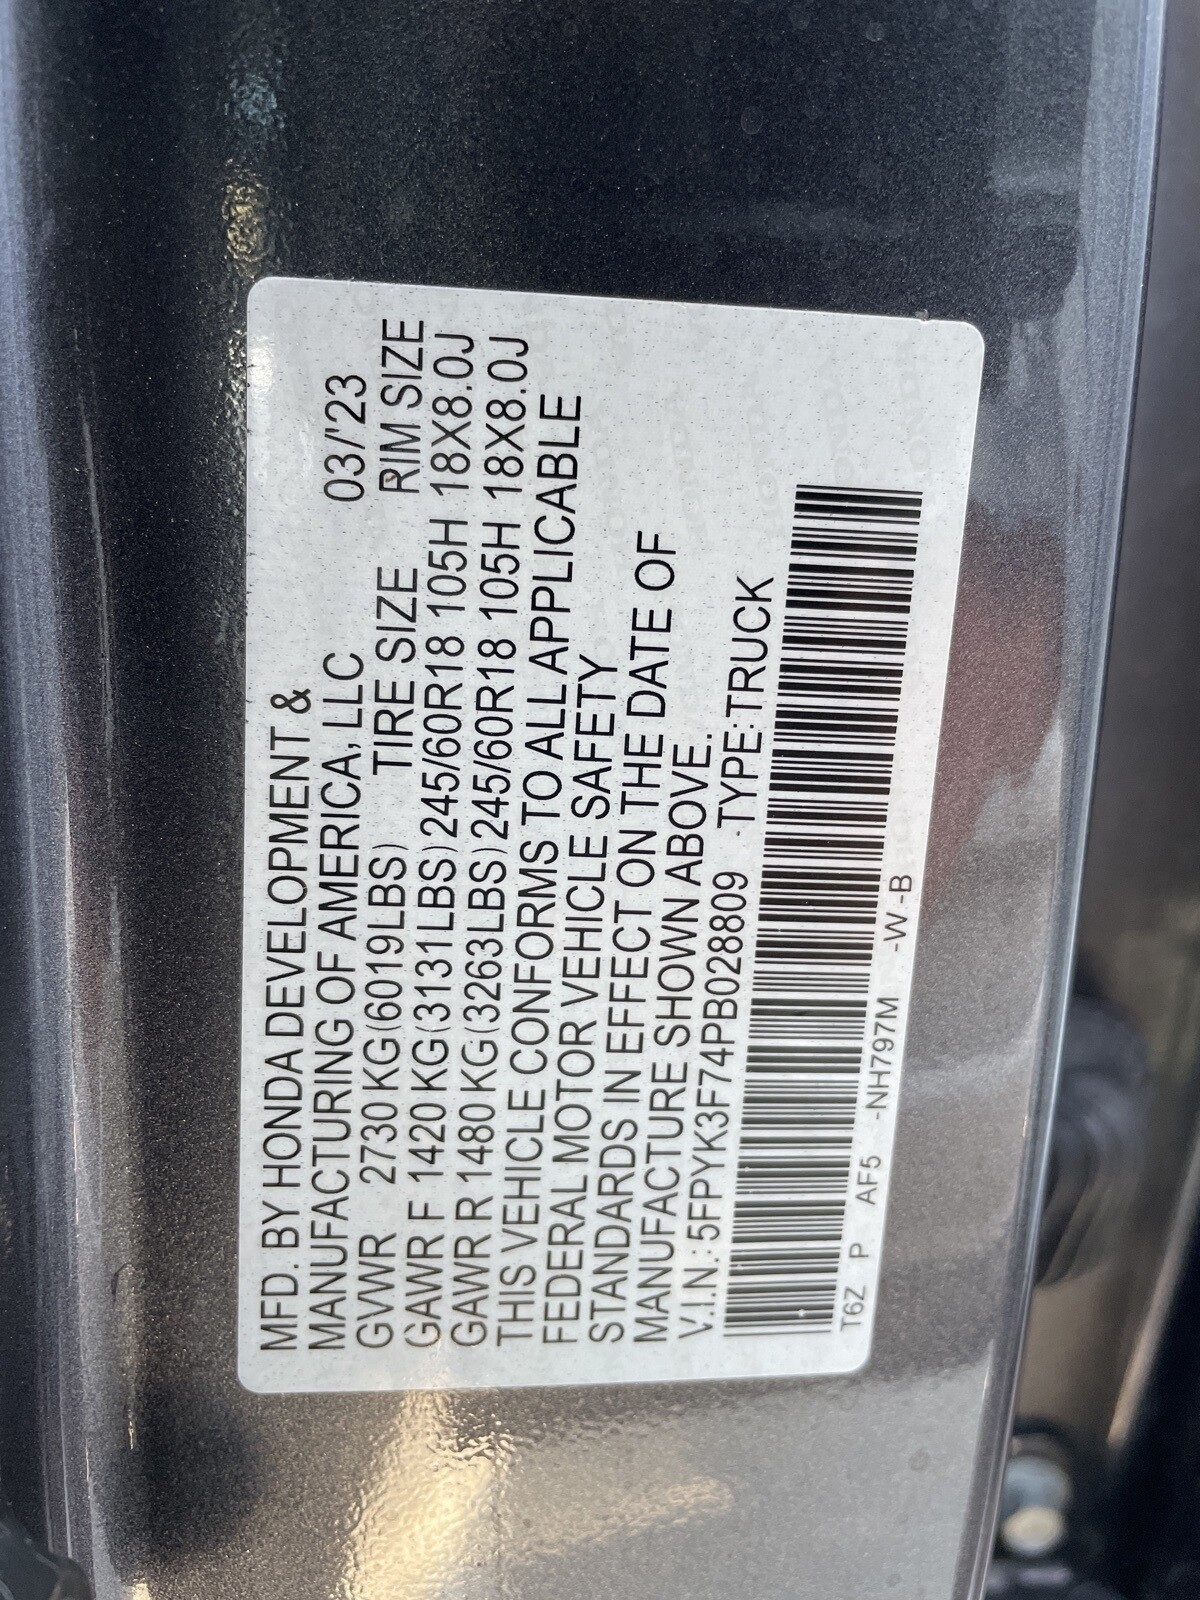 MFD. BY HONDA DEVELOPMENT &
MANUFACTURING OF AMERICA, LLC 03/'23
GVWR 2730 KG(6019LBS) TIRE SIZE RIM SIZE
GAWR F 1420 KG(3131LBS) 245/60R18 105H 18X8.0J
GAWR R 1480 KG(3263LBS) 245/60R18 105H 18X8.0J
THIS VEHICLE CONFORMS TO ALL APPLICABLE
FEDERAL MOTOR VEHICLE SAFETY
STANDARDS IN EFFECT ON THE DATE OF
MANUFACTURE SHOWN ABOVE.
V.I.N.: 5FPYK3F74PB028809 TYPE: TRUCK
T6Z P AF5 -NH797M -W -B